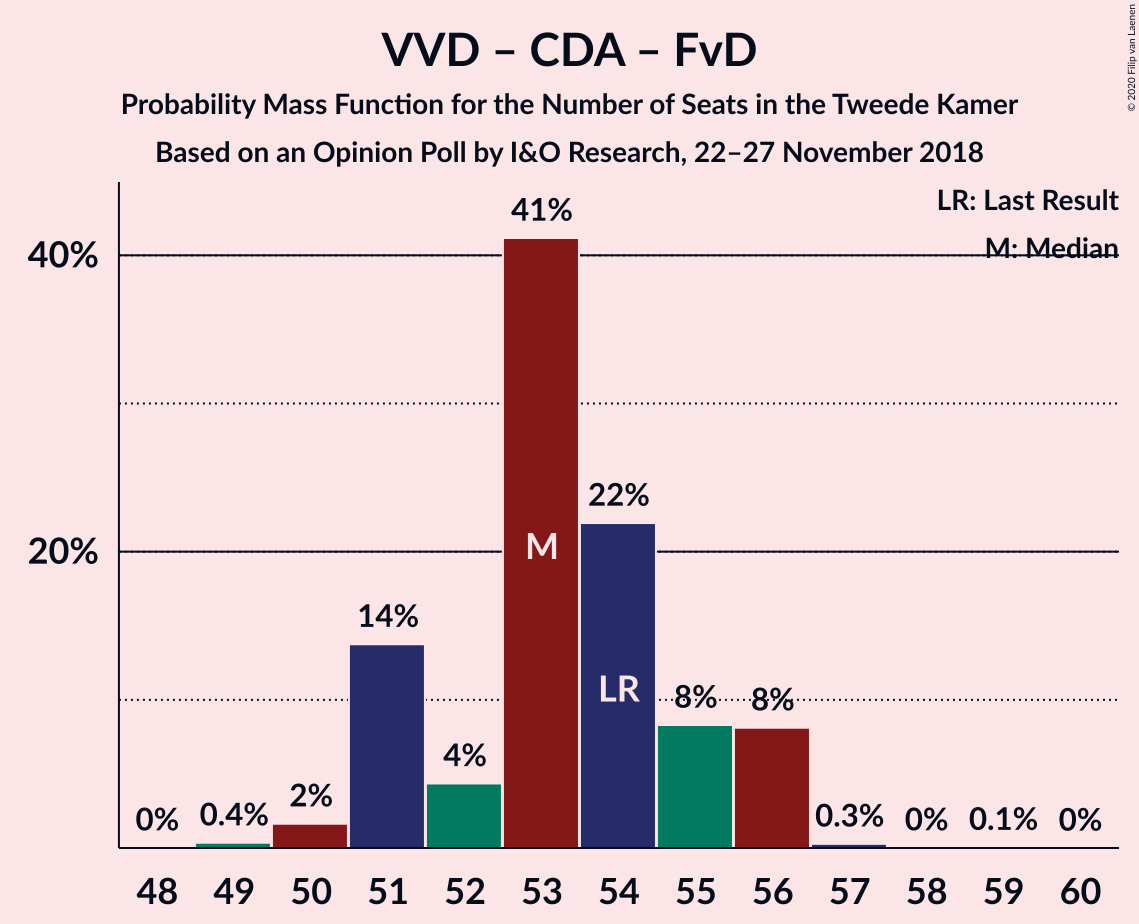 VVD – CDA – FvD
Probability Mass Function for the Number of Seats in the Tweede Kamer
Based on an Opinion Poll by I&O Research, 22–27 November 2018
© 2020 Filip van Laenen
LR: Last Result
M: Median
40%
20%
0%
0.4%
2%
14%
4%
41%
22%
8%
8%
0.3%
0%
0.1%
0%
M
LR
48 49 50 51 52 53 54 55 56 57 58 59 60